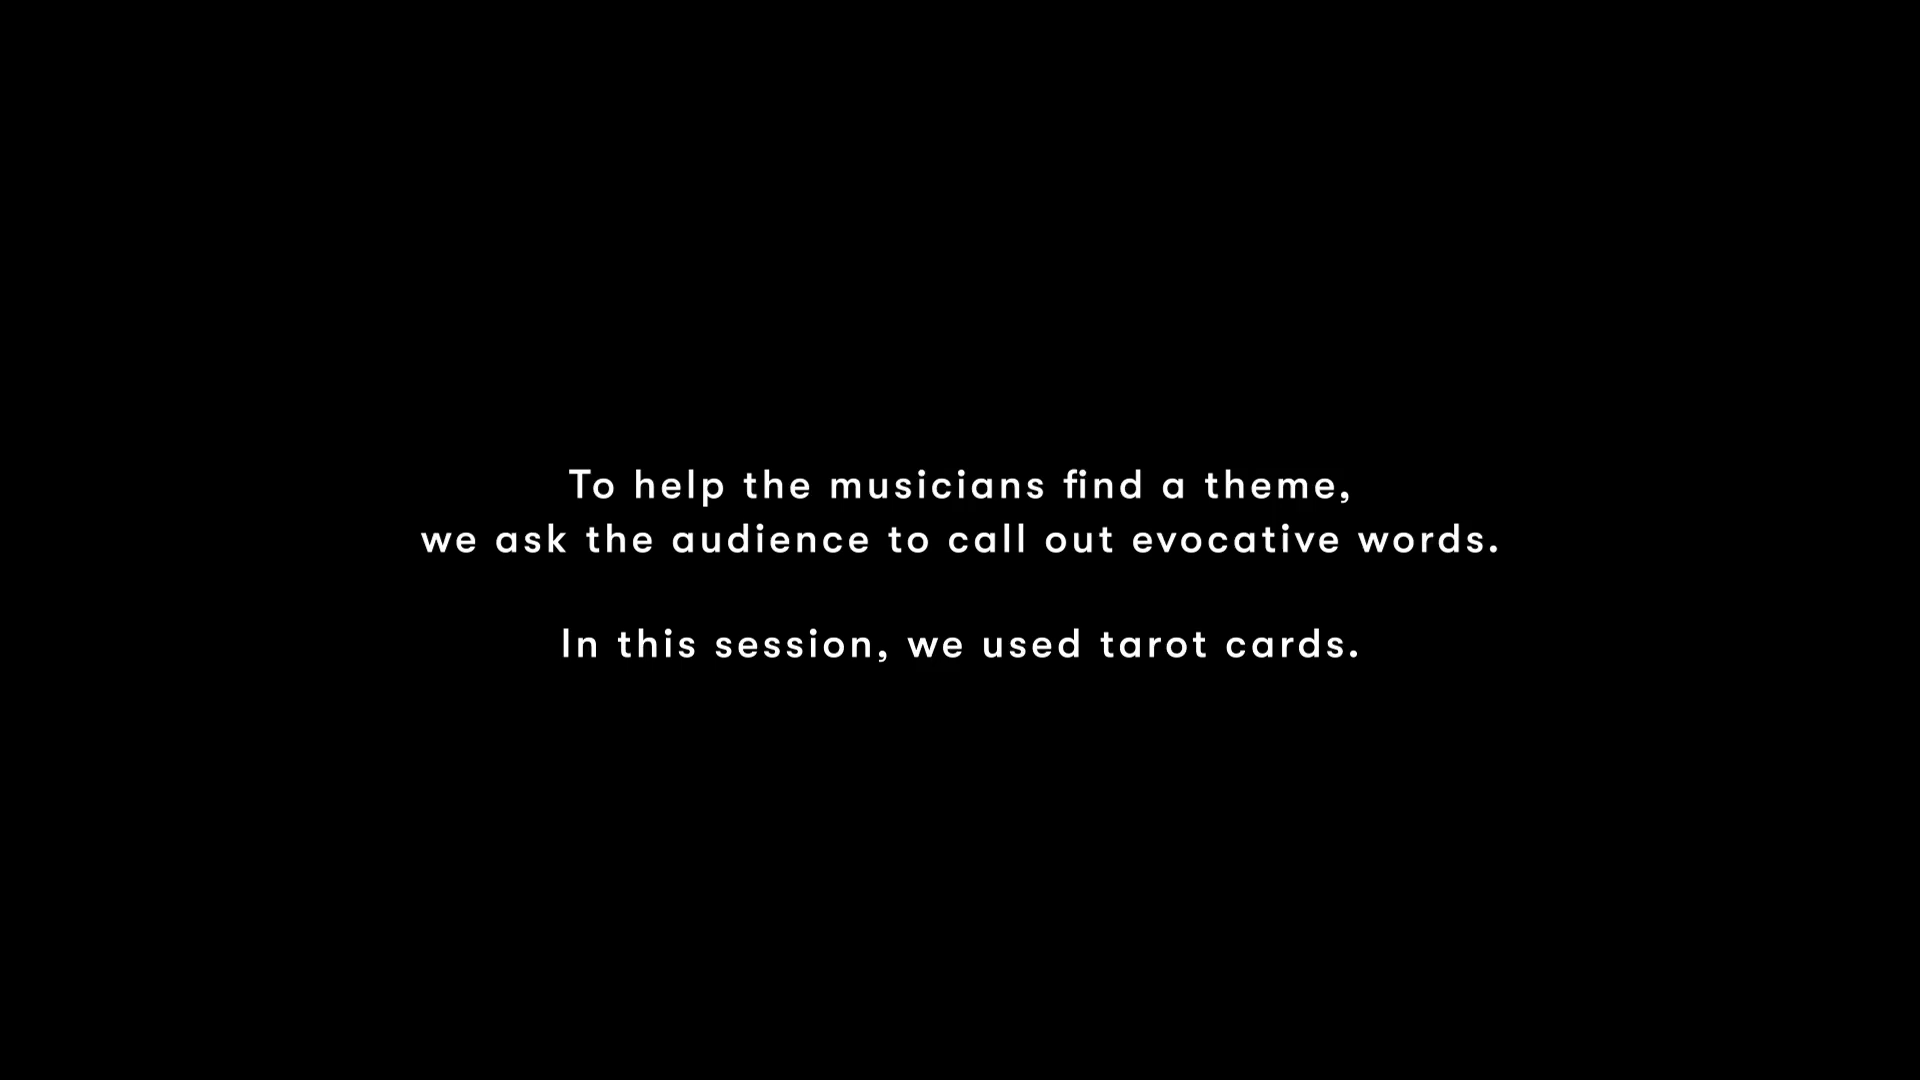 To help the musicians find a theme,
we ask the audience to call out evocative words.
In this session, we used tarot cards.